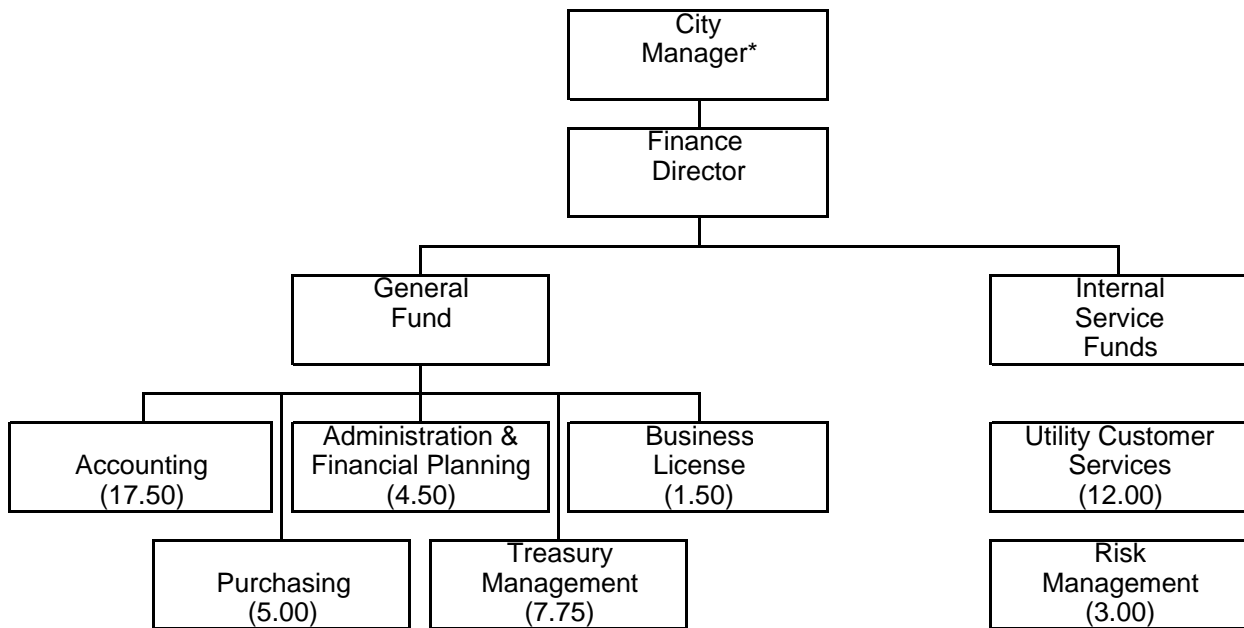 City
Manager*
Finance
Director
General
Fund
Internal
Service
Funds
Accounting
(17.50)
Administration &
Financial Planning
(4.50)
Business
License
(1.50)
Utility Customer
Services
(12.00)
Purchasing
(5.00)
Treasury
Management
(7.75)
Risk
Management
(3.00)